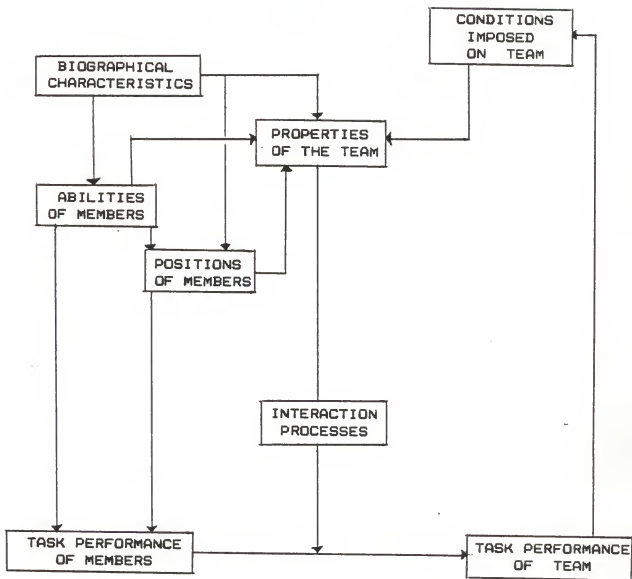 CONDITIONS
IMPOSED
ON TEAM
BIOGRAPHICAL
CHARACTERISTICS
PROPERTIES
OF THE TEAM
ABILITIES
OF MEMBERS
POSITIONS
OF MEMBERS
INTERACTION
PROCESSES
TASK PERFORMANCE
OF MEMBERS
TASK PERFORMANCE
OF TEAM